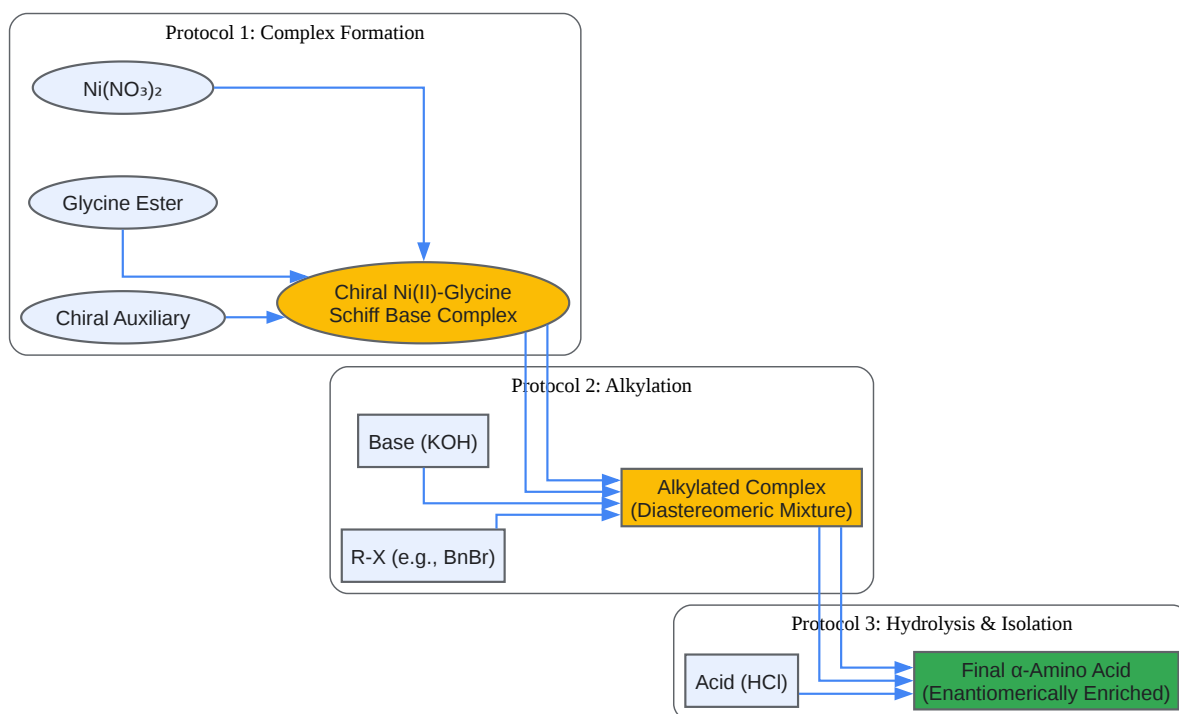 Protocol 1: Complex Formation
Ni(NO₃)₂
Glycine Ester
Chiral Auxiliary
Chiral Ni(II)-Glycine
Schiff Base Complex
Protocol 2: Alkylation
Base (KOH)
R-X (e.g., BnBr)
Alkylated Complex
(Diastereomeric Mixture)
Protocol 3: Hydrolysis & Isolation
Acid (HCl)
Final α-Amino Acid
(Enantiomerically Enriched)